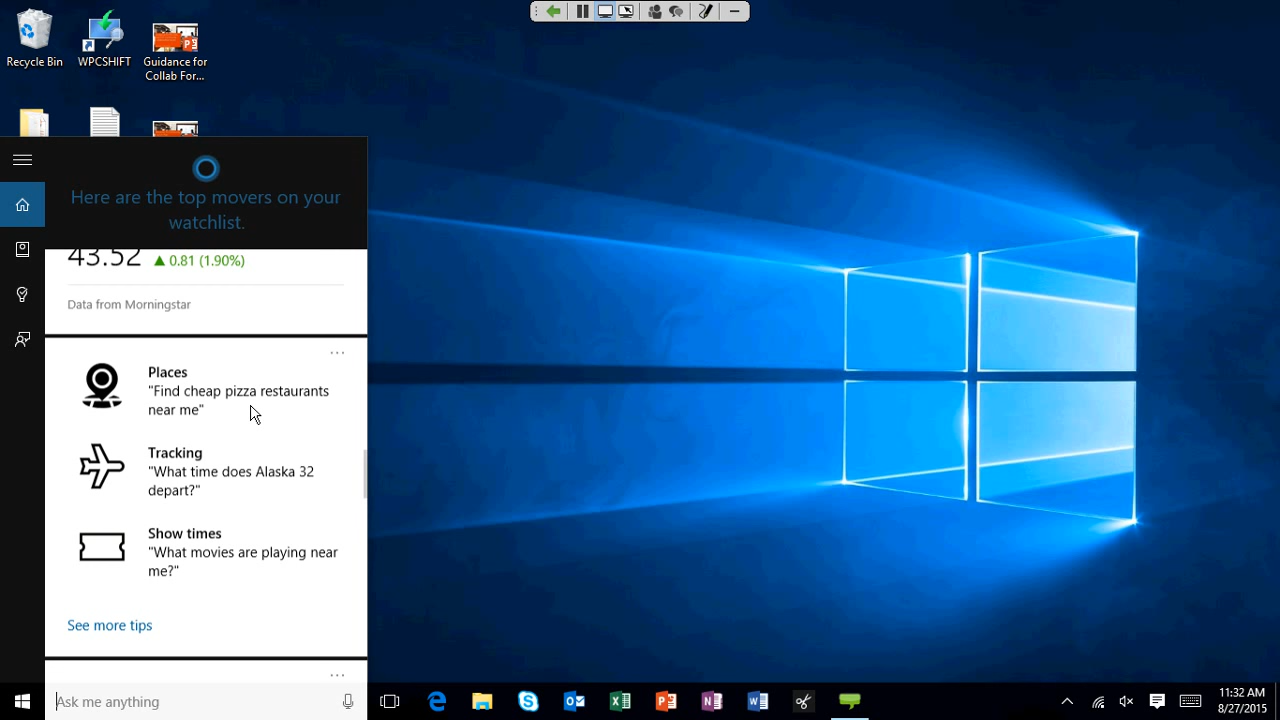 Recycle Bin
WPCSHIFT
Guidance for
Collab For...
Here are the top movers on your
watchlist.
43.52 ▲ 0.81 (1.90%)
Data from Morningstar
...
Places
"Find cheap pizza restaurants
near me"
Tracking
"What time does Alaska 32
depart?"
Show times
"What movies are playing near
me?"
See more tips
...
Ask me anything
11:32 AM
8/27/2015